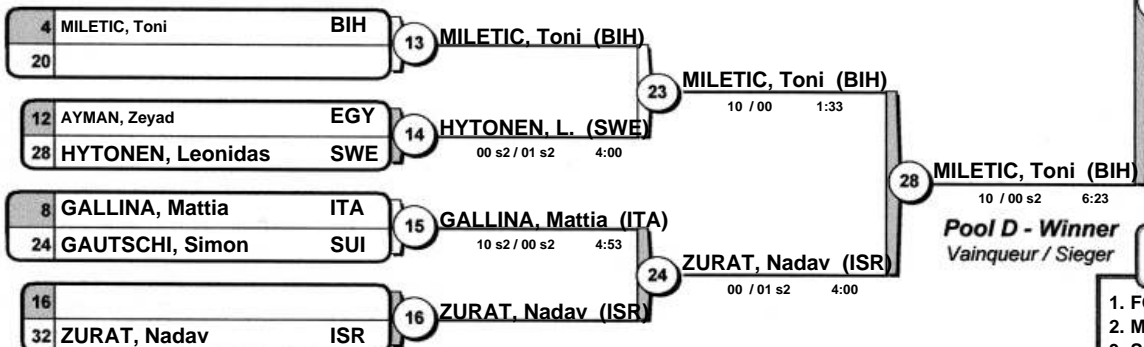 4 MILETIC, Toni BIH
20
13
MILETIC, Toni (BIH)
12 AYMAN, Zeyad EGY
28 HYTONEN, Leonidas SWE
14
HYTONEN, L. (SWE)
00 s2 / 01 s2 4:00
23
MILETIC, Toni (BIH)
10 / 00 1:33
8 GALLINA, Mattia ITA
24 GAUTSCHI, Simon SUI
15
GALLINA, Mattia (ITA)
10 s2 / 00 s2 4:53
16
32 ZURAT, Nadav ISR
16
ZURAT, Nadav (ISR)
24
ZURAT, Nadav (ISR)
00 / 01 s2 4:00
28
MILETIC, Toni (BIH)
10 / 00 s2 6:23
Pool D - Winner
Vainqueur / Sieger
1.
2. M